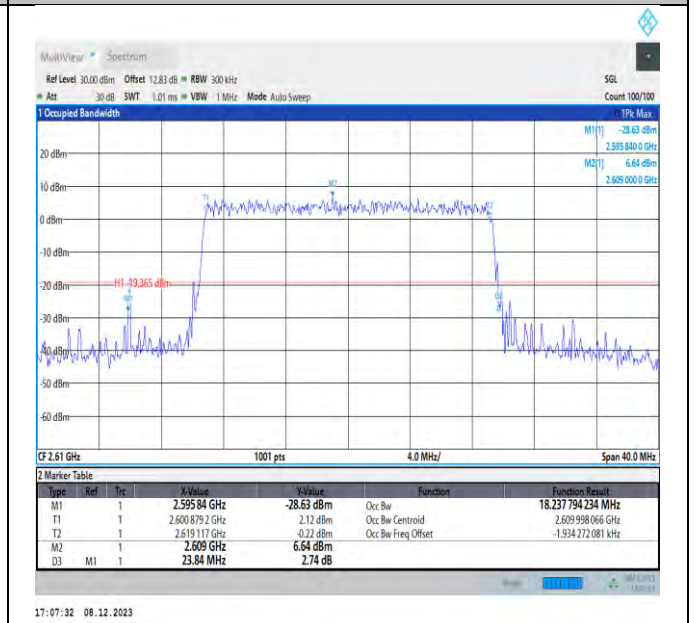 MultiView Spectrum
Ref Level 30.00 dBm Offset 12.83 dB RBW 300 kHz SGL
Att 30 dB SWT 1.01 ms VBW 1 MHz Mode Auto Sweep Count 100/100
1 Occupied Bandwidth 1Pk Max
M1[1] -28.63 dBm
2.595 840 0 GHz
20 dBm
M2[1] 6.64 dBm
2.609 000 0 GHz
10 dBm
M2
T1
T2
0 dBm
-10 dBm
-20 dBm
H1 -19.365 dBm
M1
D3
-30 dBm
-40 dBm
-50 dBm
-60 dBm
CF 2.61 GHz 1001 pts 4.0 MHz/ Span 40.0 MHz
2 Marker Table
Type Ref Trc X-Value Y-Value Function Function Result
M1 1 2.595 84 GHz -28.63 dBm Occ Bw 18.237 794 234 MHz
T1 1 2.600 879 2 GHz 2.12 dBm Occ Bw Centroid 2.609 998 066 GHz
T2 1 2.619 117 GHz -0.22 dBm Occ Bw Freq Offset -1.934 272 081 kHz
M2 1 2.609 GHz 6.64 dBm
D3 M1 1 23.84 MHz 2.74 dB
17:07:32 08.12.2023